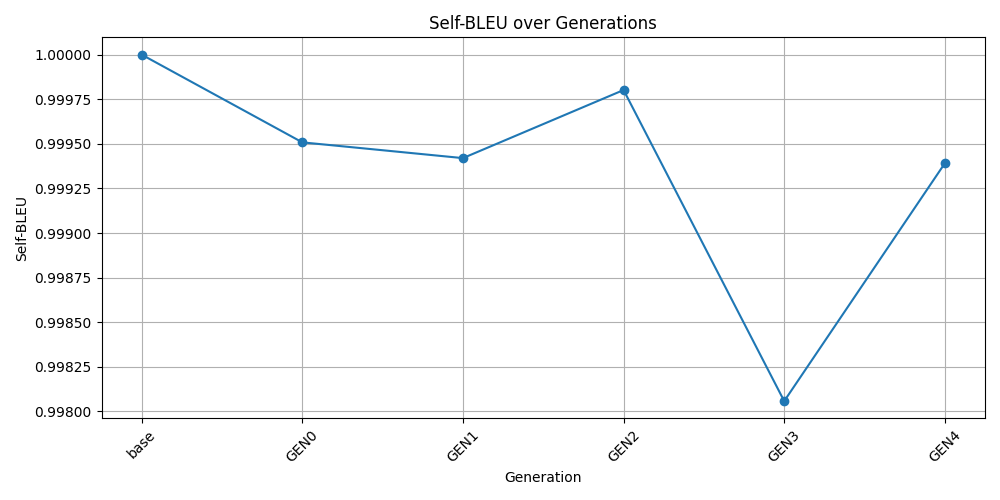 Self-BLEU over Generations
1.00000
0.99975
0.99950
0.99925
0.99900
0.99875
0.99850
0.99825
0.99800
Self-BLEU
base
GEN0
GEN1
GEN2
GEN3
GEN4
Generation